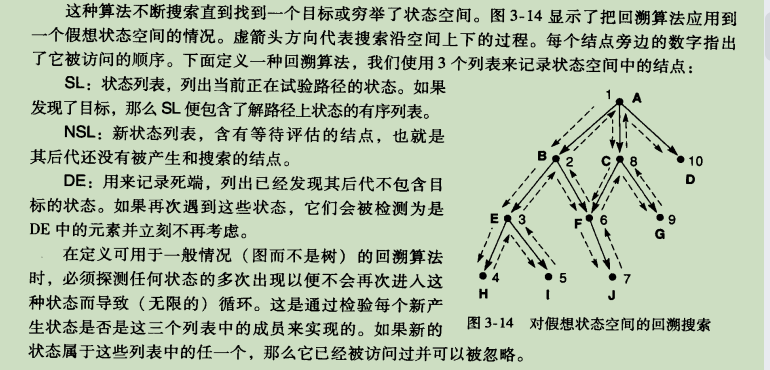 这种算法不断搜索直到找到一个目标或穷举了状态空间。图 3-14 显示了把回溯算法应用到
一个假想状态空间的情况。虚箭头方向代表搜索沿空间上下的过程。每个结点旁边的数字指出
了它被访问的顺序。下面定义一种回溯算法，我们使用 3 个列表来记录状态空间中的结点：
SL：状态列表，列出当前正在试验路径的状态。如果
发现了目标，那么 SL 便包含了解路径上状态的有序列表。
NSL：新状态列表，含有等待评估的结点，也就是
其后代还没有被产生和搜索的结点。
DE：用来记录死端，列出已经发现其后代不包含目
标的状态。如果再次遇到这些状态，它们会被检测为是
DE 中的元素并立刻不再考虑。
在定义可用于一般情况（图而不是树）的回溯算法
时，必须探测任何状态的多次出现以便不会再次进入这
种状态而导致（无限的）循环。这是通过检验每个新产
生状态是否是这三个列表中的成员来实现的。如果新的
状态属于这些列表中的任一个，那么它已经被访问过并可以被忽略。
1 A
B 2 C 8 10
D
E 3 F 6 9
G
4 5 7
H I J
图 3-14 对假想状态空间的回溯搜索